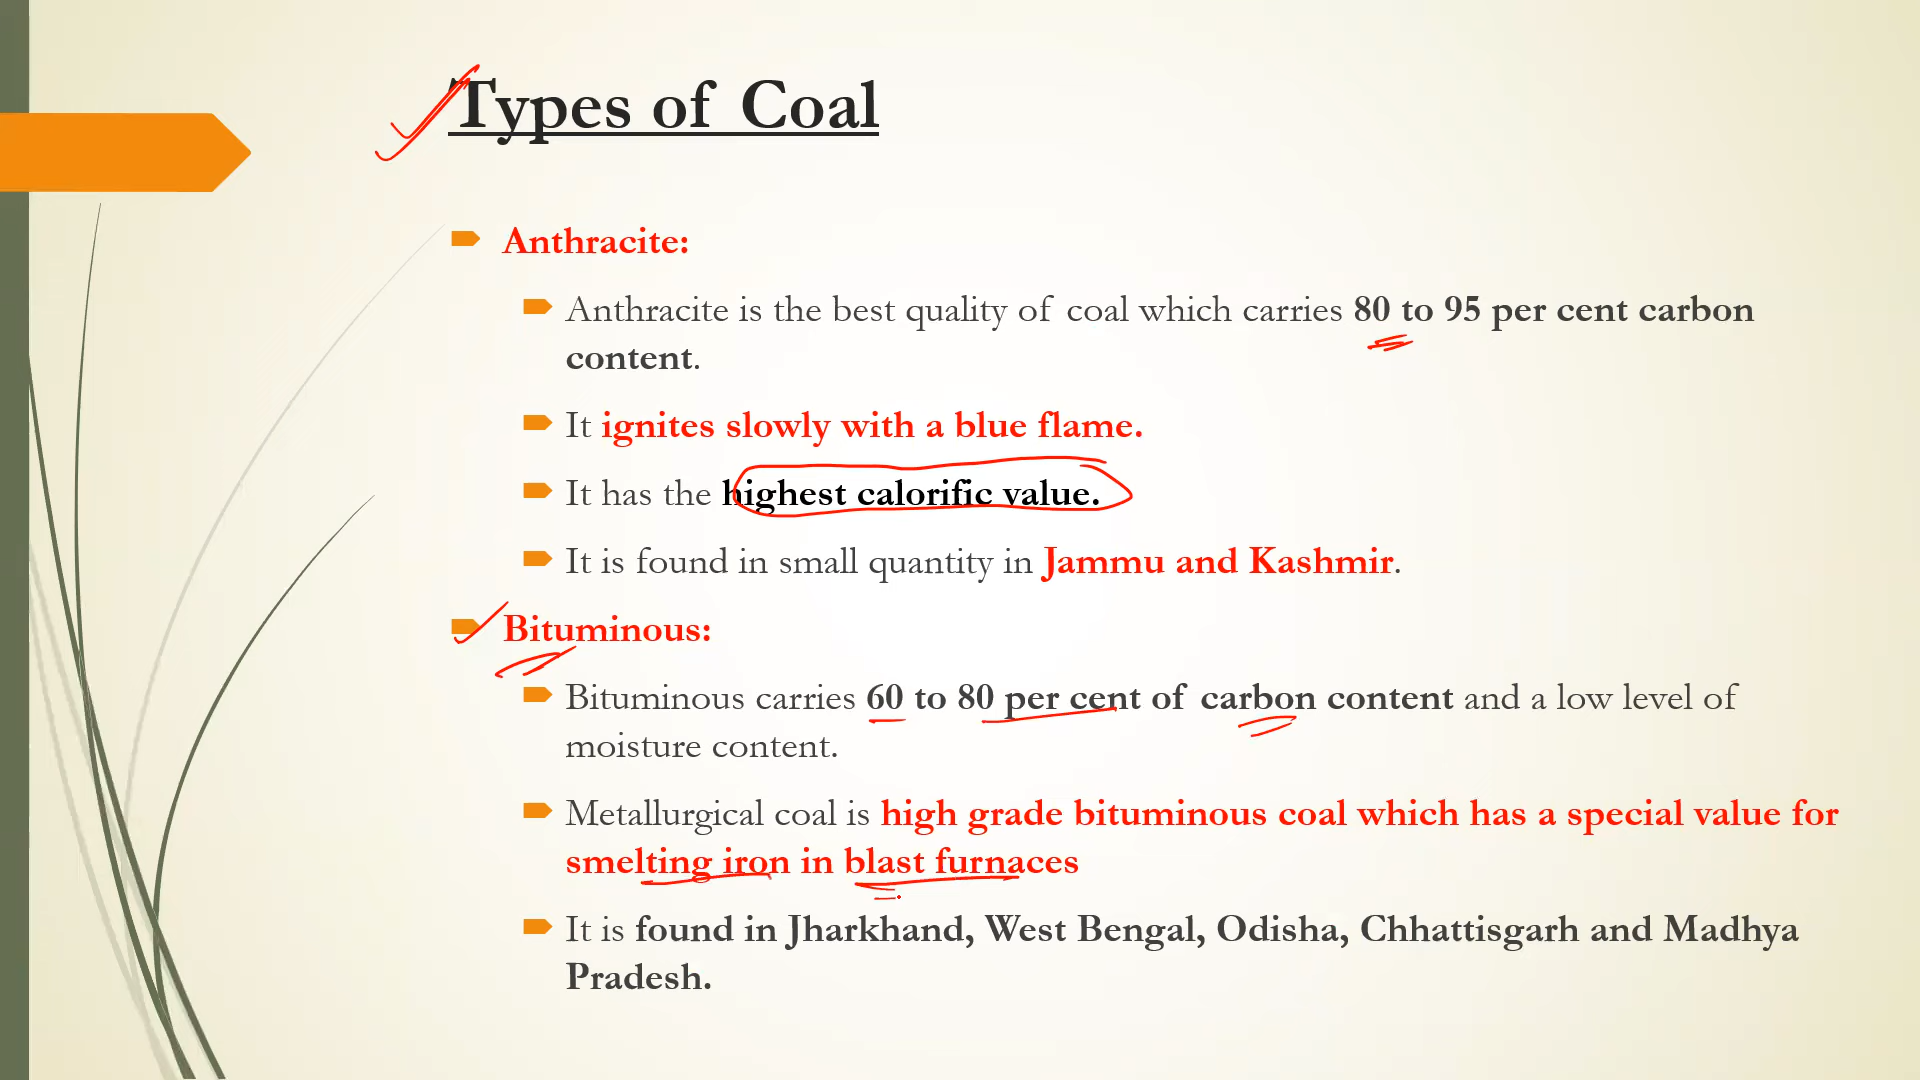 Types of Coal
Anthracite:
Anthracite is the best quality of coal which carries 80 to 95 per cent carbon
content.
It ignites slowly with a blue flame.
It has the highest calorific value.
It is found in small quantity in Jammu and Kashmir.
Bituminous:
Bituminous carries 60 to 80 per cent of carbon content and a low level of
moisture content.
Metallurgical coal is high grade bituminous coal which has a special value for
smelting iron in blast furnaces
It is found in Jharkhand, West Bengal, Odisha, Chhattisgarh and Madhya
Pradesh.